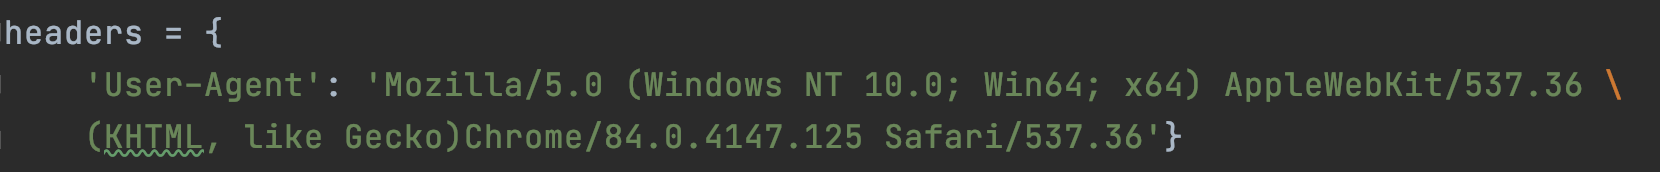 headers = {
'User-Agent': 'Mozilla/5.0 (Windows NT 10.0; Win64; x64) AppleWebKit/537.36 \
(KHTML, like Gecko)Chrome/84.0.4147.125 Safari/537.36'}